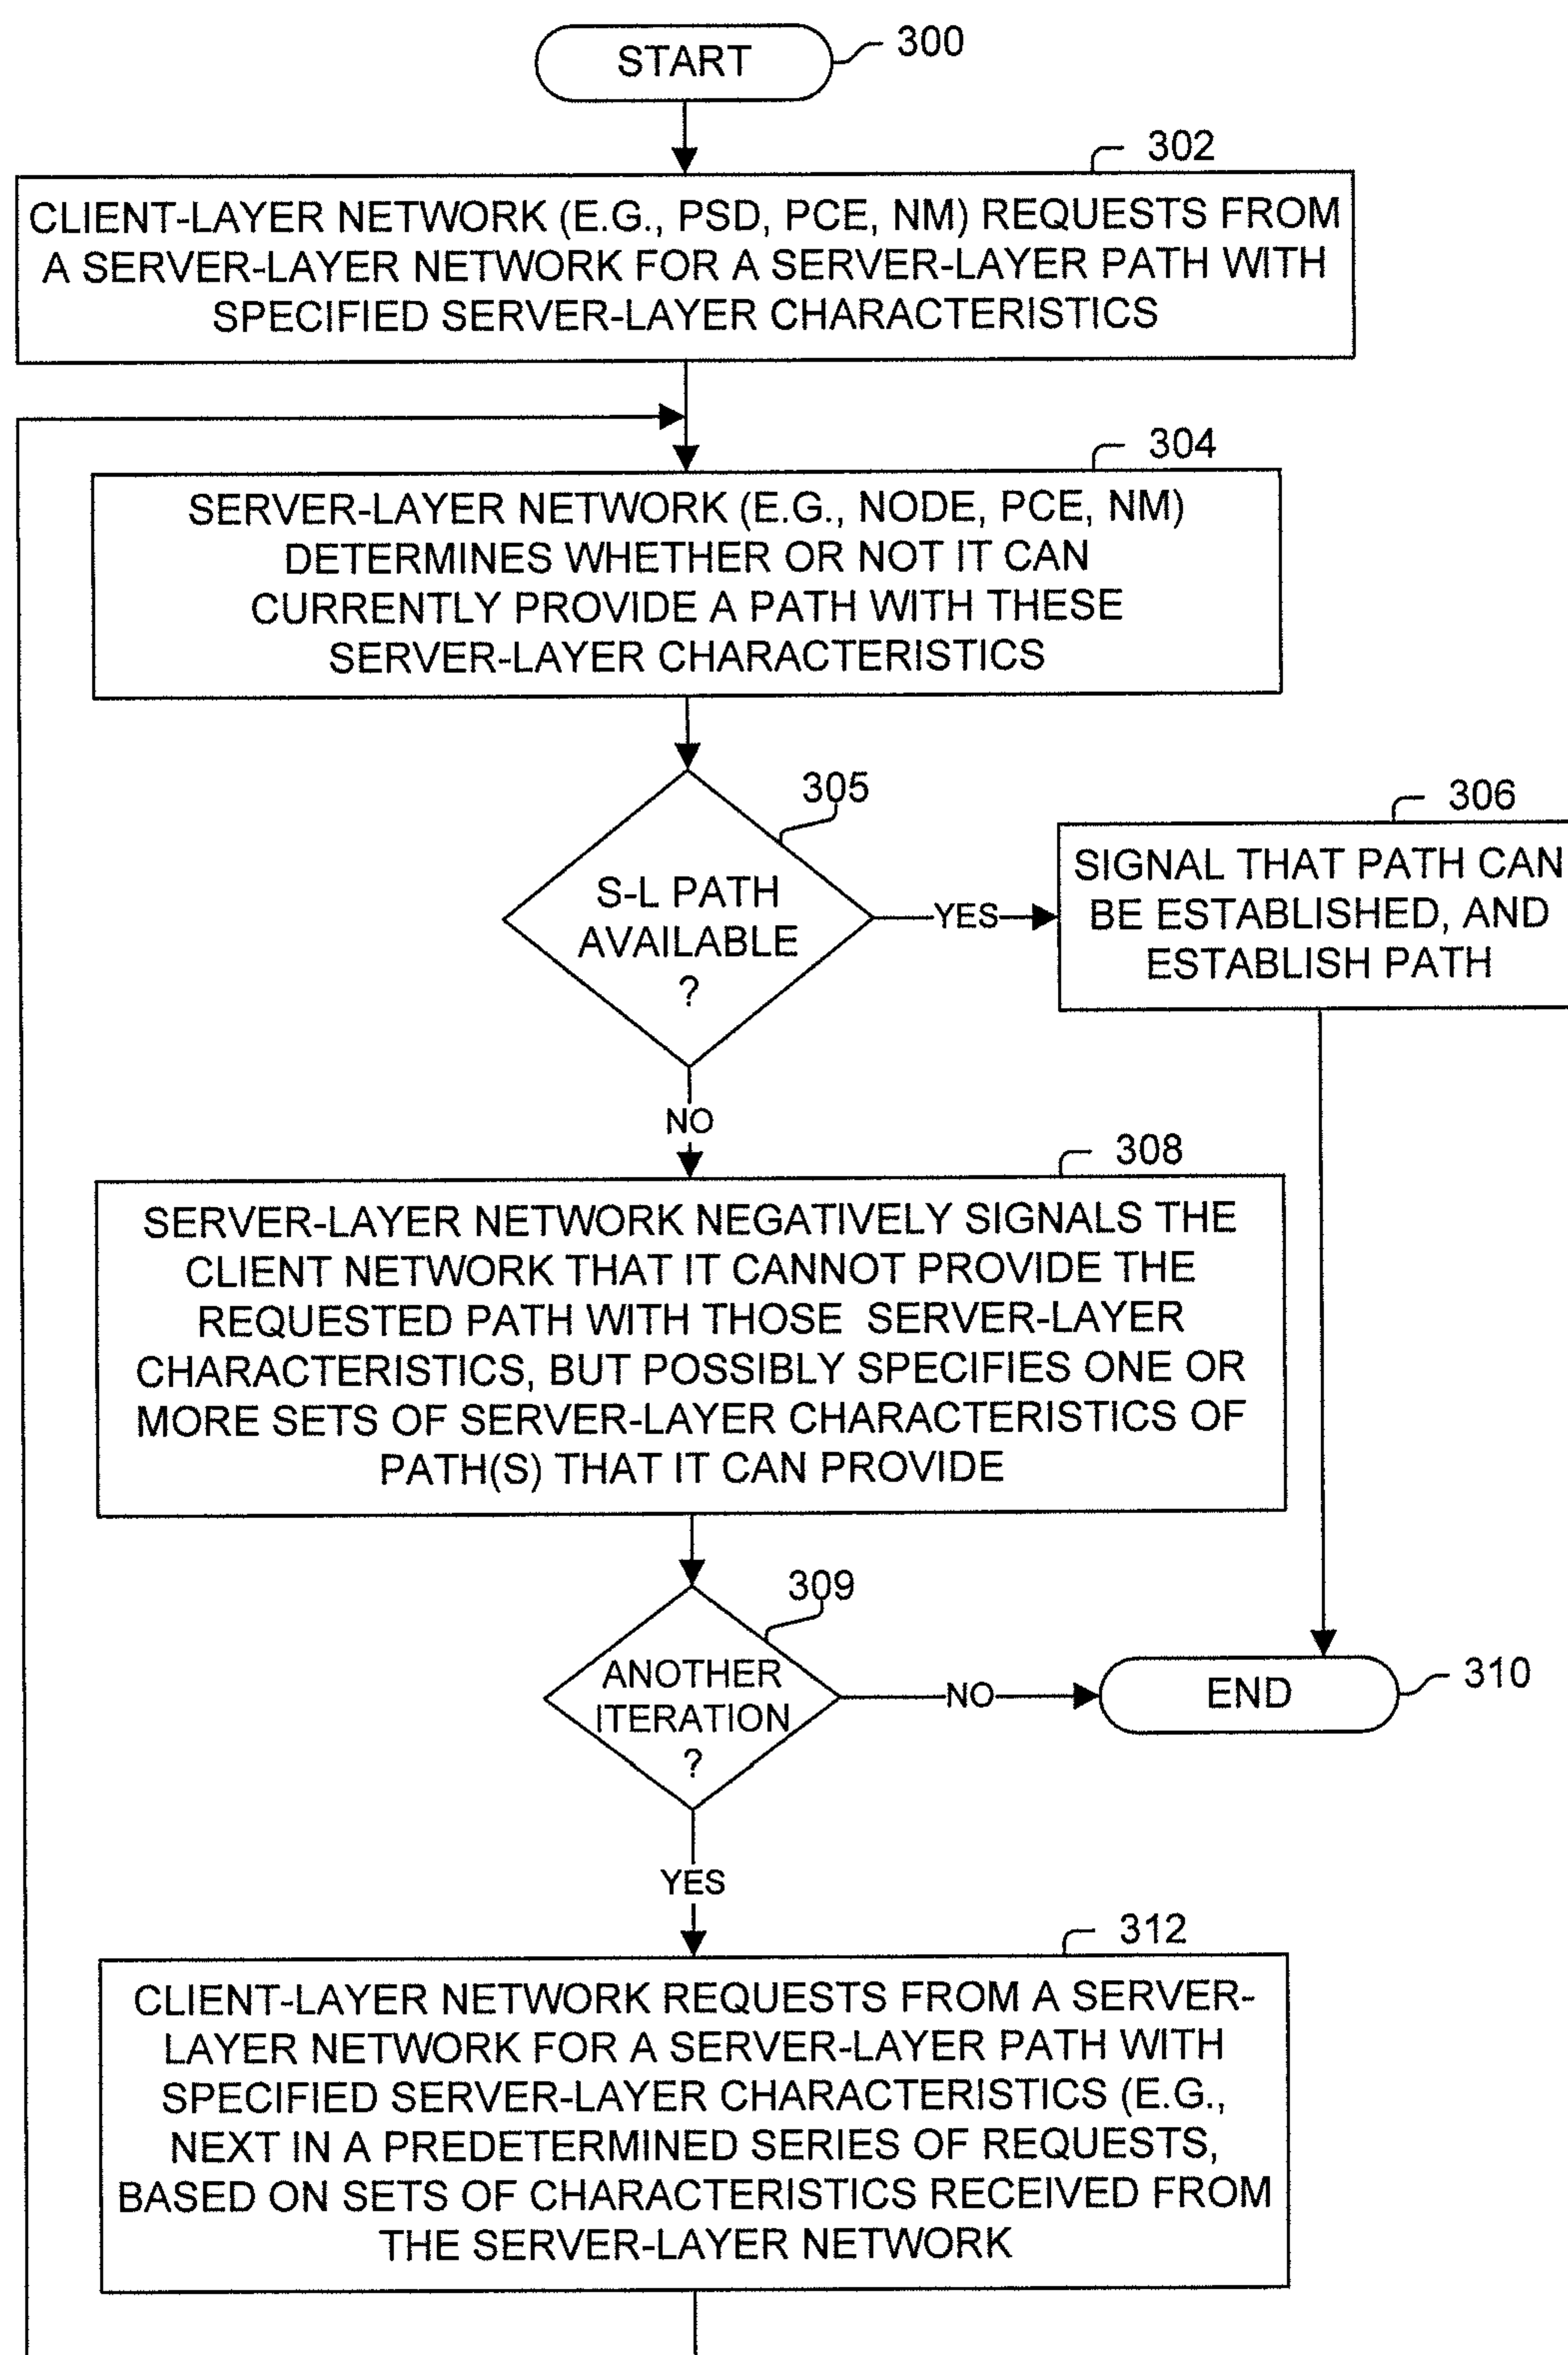 START
300
302
CLIENT-LAYER NETWORK (E.G., PSD, PCE, NM) REQUESTS FROM
A SERVER-LAYER NETWORK FOR A SERVER-LAYER PATH WITH
SPECIFIED SERVER-LAYER CHARACTERISTICS
304
SERVER-LAYER NETWORK (E.G., NODE, PCE, NM)
DETERMINES WHETHER OR NOT IT CAN
CURRENTLY PROVIDE A PATH WITH THESE
SERVER-LAYER CHARACTERISTICS
305
S-L PATH
AVAILABLE
?
YES
306
SIGNAL THAT PATH CAN
BE ESTABLISHED, AND
ESTABLISH PATH
NO
308
SERVER-LAYER NETWORK NEGATIVELY SIGNALS THE
CLIENT NETWORK THAT IT CANNOT PROVIDE THE
REQUESTED PATH WITH THOSE SERVER-LAYER
CHARACTERISTICS, BUT POSSIBLY SPECIFIES ONE OR
MORE SETS OF SERVER-LAYER CHARACTERISTICS OF
PATH(S) THAT IT CAN PROVIDE
309
ANOTHER
ITERATION
?
NO
END
310
YES
312
CLIENT-LAYER NETWORK REQUESTS FROM A SERVER-
LAYER NETWORK FOR A SERVER-LAYER PATH WITH
SPECIFIED SERVER-LAYER CHARACTERISTICS (E.G.,
NEXT IN A PREDETERMINED SERIES OF REQUESTS,
BASED ON SETS OF CHARACTERISTICS RECEIVED FROM
THE SERVER-LAYER NETWORK